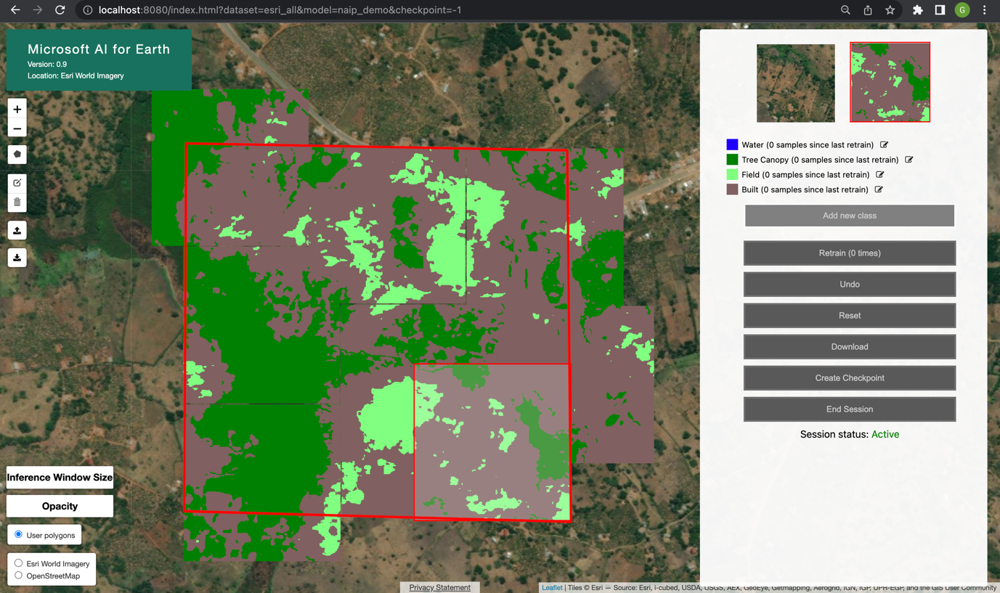 localhost:8080/index.html?dataset=esri_all&model=naip_demo&checkpoint=-1
G
Microsoft AI for Earth
Version: 0.9
Location: Esri World Imagery
+
−
Water (0 samples since last retrain)
Tree Canopy (0 samples since last retrain)
Field (0 samples since last retrain)
Built (0 samples since last retrain)
Add new class
Retrain (0 times)
Undo
Reset
Download
Create Checkpoint
End Session
Session status: Active
Inference Window Size
Opacity
User polygons
Esri World Imagery
OpenStreetMap
Privacy Statement
Leaflet | Tiles © Esri — Source: Esri, i-cubed, USDA, USGS, AEX, GeoEye, Getmapping, Aerogrid, IGN, IGP, UPR-EGP, and the GIS User Community